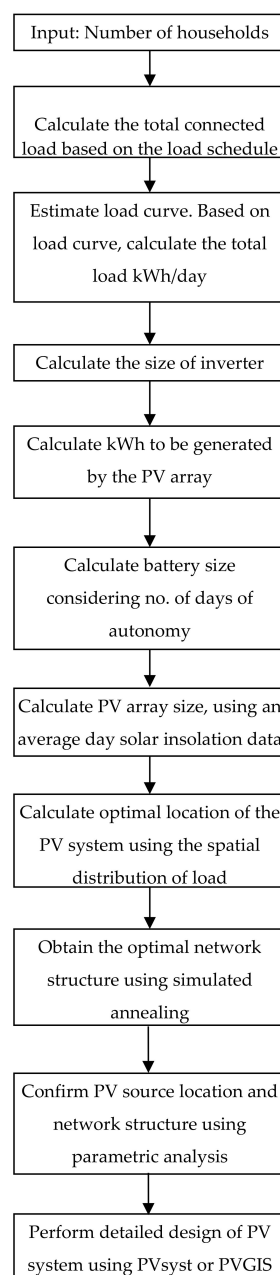 Input: Number of households
Calculate the total connected
load based on the load schedule
Estimate load curve. Based on
load curve, calculate the total
load kWh/day
Calculate the size of inverter
Calculate kWh to be generated
by the PV array
Calculate battery size
considering no. of days of
autonomy
Calculate PV array size, using an
average day solar insolation data
Calculate optimal location of the
PV system using the spatial
distribution of load
Obtain the optimal network
structure using simulated
annealing
Confirm PV source location and
network structure using
parametric analysis
Perform detailed design of PV
system using PVsyst or PVGIS